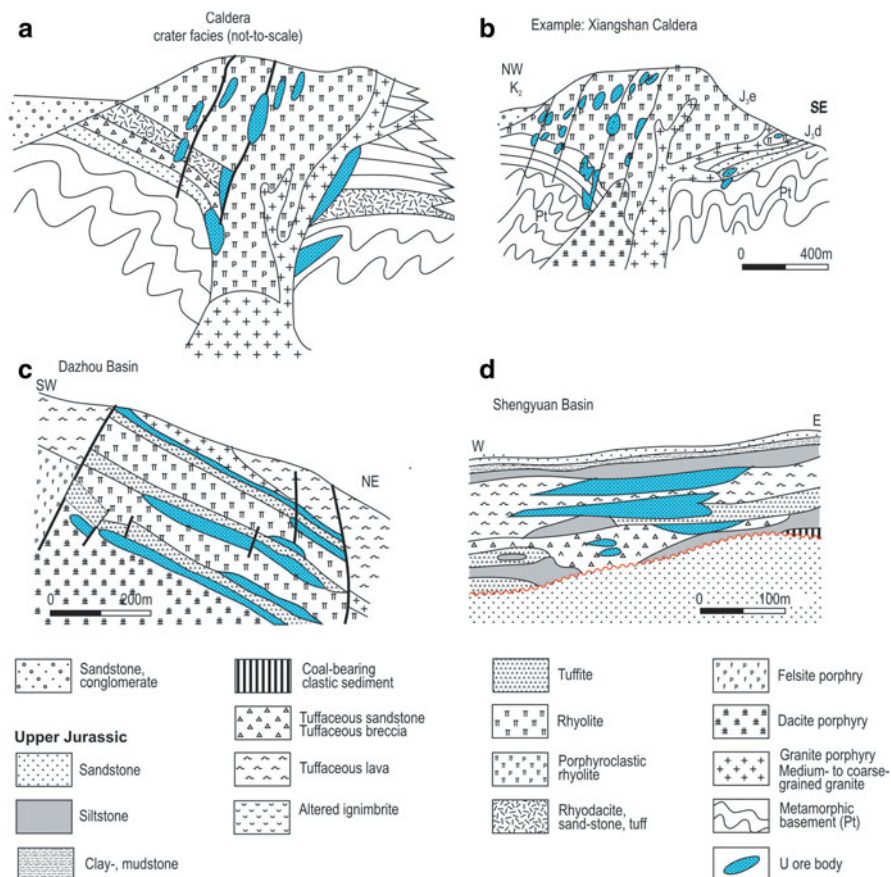 a
Caldera
crater facies (not-to-scale)
b
Example: Xiangshan Caldera
NW
K2
J3e
SE
J3d
Pt
Pt
0 400m
c
Dazhou Basin
SW
NE
0 200m
d
Shengyuan Basin
W
E
0 100m
Sandstone,
conglomerate
Upper Jurassic
Sandstone
Siltstone
Clay-, mudstone
Coal-bearing
clastic sediment
Tuffaceous sandstone
Tuffaceous breccia
Tuffaceous lava
Altered ignimbrite
Tuffite
Rhyolite
Porphyroclastic
rhyolite
Rhyodacite,
sand-stone, tuff
Felsite porphry
Dacite porphyry
Granite porphyry
Medium- to coarse-
grained granite
Metamorphic
basement (Pt)
U ore body